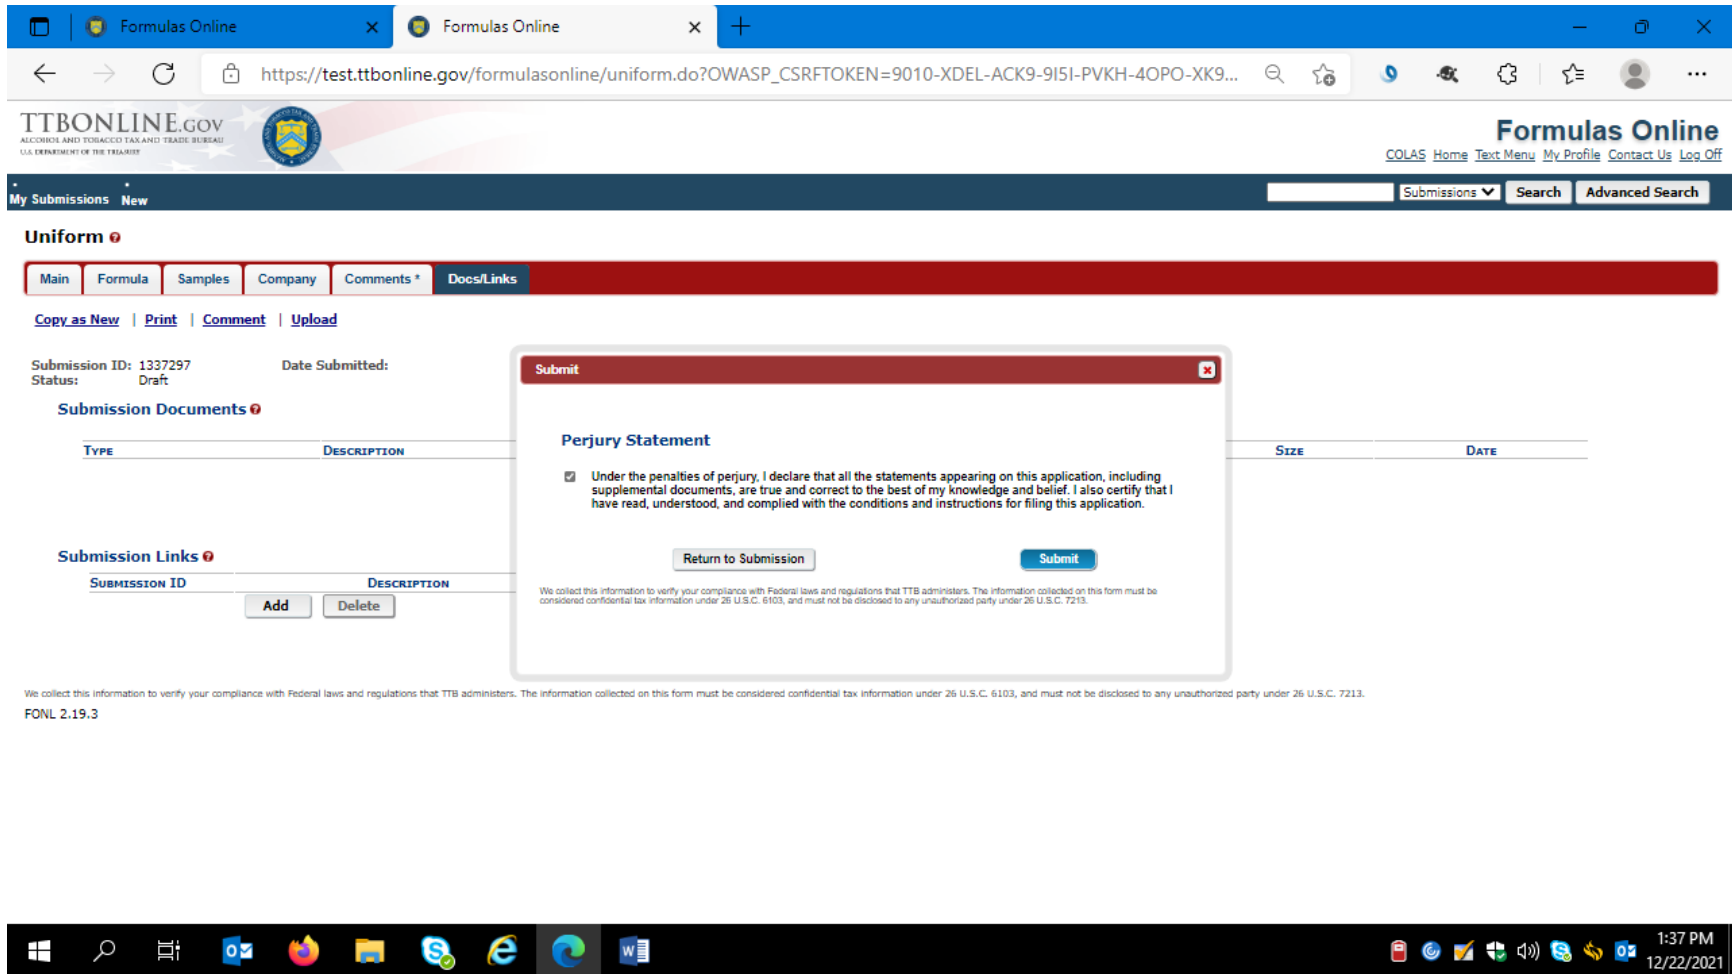 Formulas Online
Formulas Online
https://test.ttbonline.gov/formulasonline/uniform.do?OWASP_CSRFTOKEN=9010-XDEL-ACK9-9I5I-PVKH-4OPO-XK9...
TTBONLINE.GOV
ALCOHOL AND TOBACCO TAX AND TRADE BUREAU
U.S. DEPARTMENT OF THE TREASURY
Formulas Online
COLAS Home Text Menu My Profile Contact Us Log Off
My Submissions New
Submissions Search Advanced Search
Uniform
Main Formula Samples Company Comments * Docs/Links
Copy as New | Print | Comment | Upload
Submission ID: 1337297 Date Submitted:
Status: Draft
Submission Documents
TYPE DESCRIPTION SIZE DATE
Submission Links
SUBMISSION ID DESCRIPTION
Add Delete
Submit
Perjury Statement
Under the penalties of perjury, I declare that all the statements appearing on this application, including
supplemental documents, are true and correct to the best of my knowledge and belief. I also certify that I
have read, understood, and complied with the conditions and instructions for filing this application.
Return to Submission Submit
We collect this information to verify your compliance with Federal laws and regulations that TTB administers. The information collected on this form must be
considered confidential tax information under 26 U.S.C. 6103, and must not be disclosed to any unauthorized party under 26 U.S.C. 7213.
We collect this information to verify your compliance with Federal laws and regulations that TTB administers. The information collected on this form must be considered confidential tax information under 26 U.S.C. 6103, and must not be disclosed to any unauthorized party under 26 U.S.C. 7213.
FONL 2.19.3
1:37 PM
12/22/2021